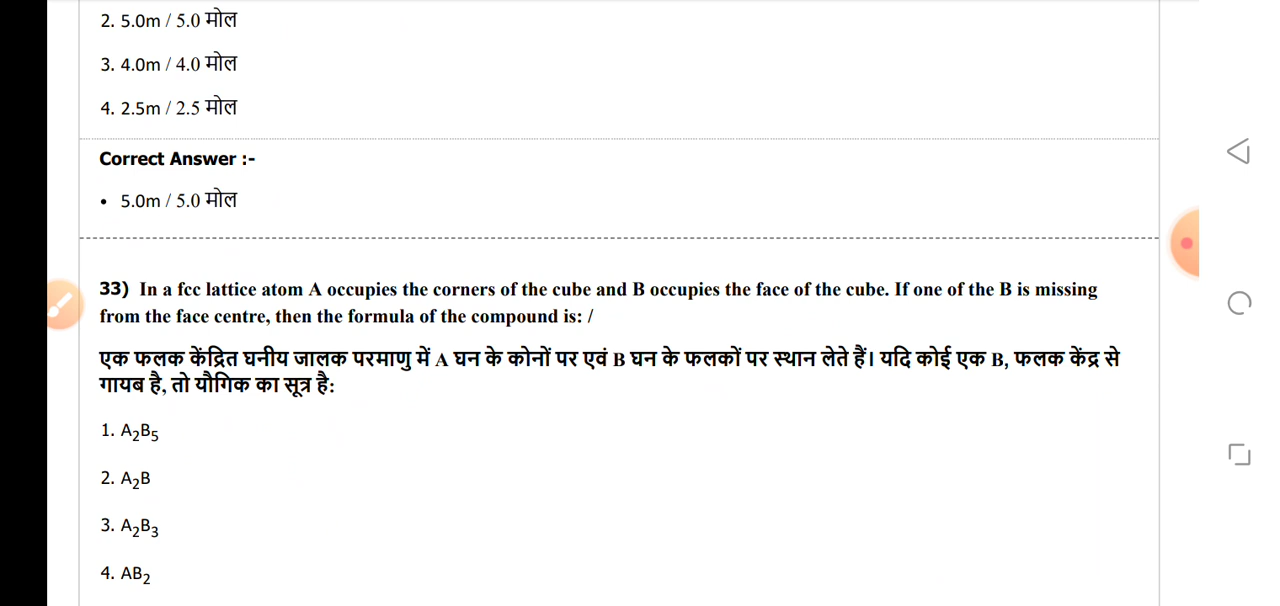 2. 5.0m / 5.0 मोल
3. 4.0m / 4.0 मोल
4. 2.5m / 2.5 मोल
Correct Answer :-
• 5.0m / 5.0 मोल
33) In a fcc lattice atom A occupies the corners of the cube and B occupies the face of the cube. If one of the B is missing
from the face centre, then the formula of the compound is: /
एक फलक केंद्रित घनीय जालक परमाणु में A घन के कोनों पर एवं B घन के फलकों पर स्थान लेते हैं। यदि कोई एक B, फलक केंद्र से
गायब है, तो यौगिक का सूत्र है:
1. A₂B₅
2. A₂B
3. A₂B₃
4. AB₂